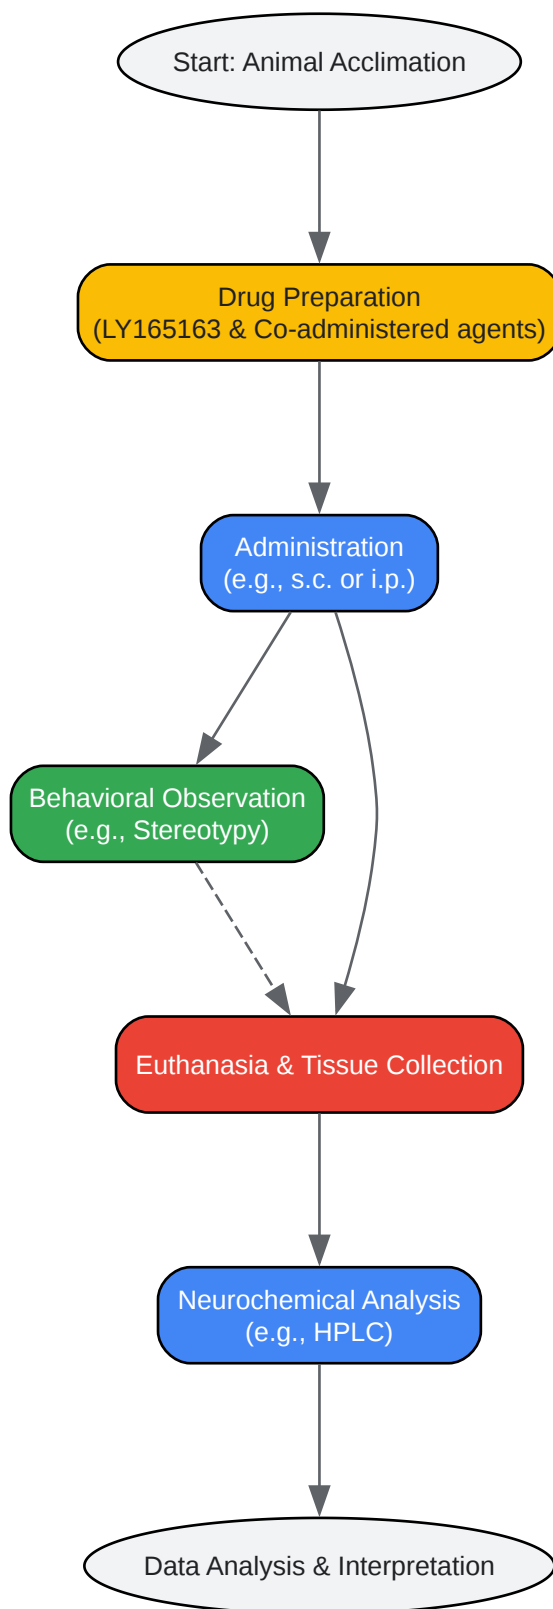 Start: Animal Acclimation
Drug Preparation
(LY165163 & Co-administered agents)
Administration
(e.g., s.c. or i.p.)
Behavioral Observation
(e.g., Stereotypy)
Euthanasia & Tissue Collection
Neurochemical Analysis
(e.g., HPLC)
Data Analysis & Interpretation